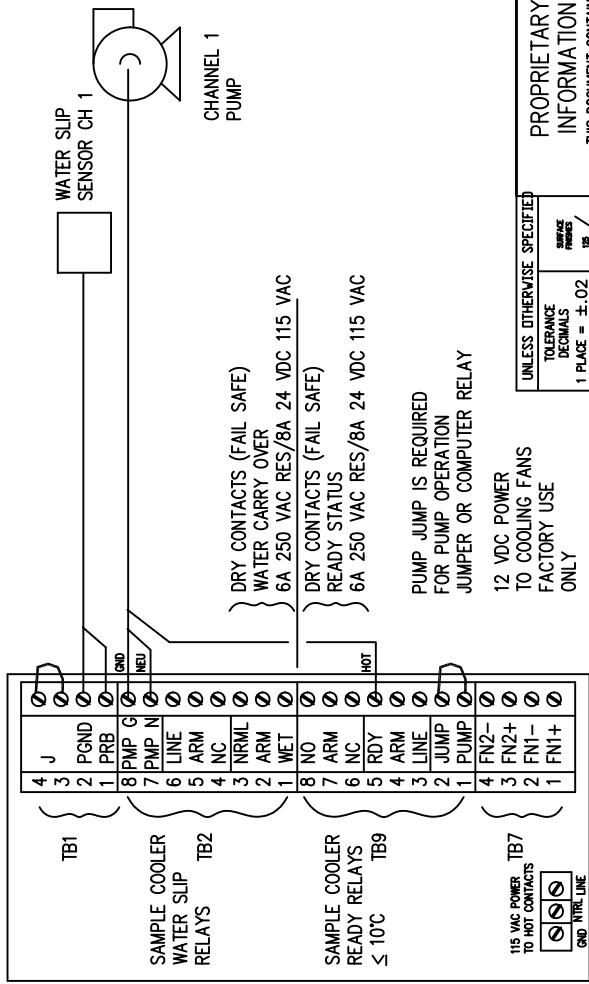 WATER SLIP
SENSOR CH 1
CHANNEL 1
PUMP
TB1
4
J
3
2 PGND
1 PRB
SAMPLE COOLER
WATER SLIP
RELAYS
TB2
8 PMP G
GND
7 PMP N
NEU
6 LINE
5 ARM
4 NC
3 NRML
2 ARM
1 WET
DRY CONTACTS (FAIL SAFE)
WATER CARRY OVER
6A 250 VAC RES/8A 24 VDC 115 VAC
SAMPLE COOLER
READY RELAYS
≤ 10°C
TB9
8 NO
7 ARM
6 NC
5 RDY
HOT
4 ARM
3 LINE
2 JUMP
1 PUMP
DRY CONTACTS (FAIL SAFE)
READY STATUS
6A 250 VAC RES/8A 24 VDC 115 VAC
PUMP JUMP IS REQUIRED
FOR PUMP OPERATION
JUMPER OR COMPUTER RELAY
TB7
4 FN2-
3 FN2+
2 FN1-
1 FN1+
12 VDC POWER
TO COOLING FANS
FACTORY USE
ONLY
115 VAC POWER
TO HOT CONTACTS
GND NTRL LINE
UNLESS OTHERWISE SPECIFIED
TOLERANCE
DECIMALS
1 PLACE = ±.02
SURFACE
FINISHES
125
PROPRIETARY
INFORMATION
THIS DOCUMENT